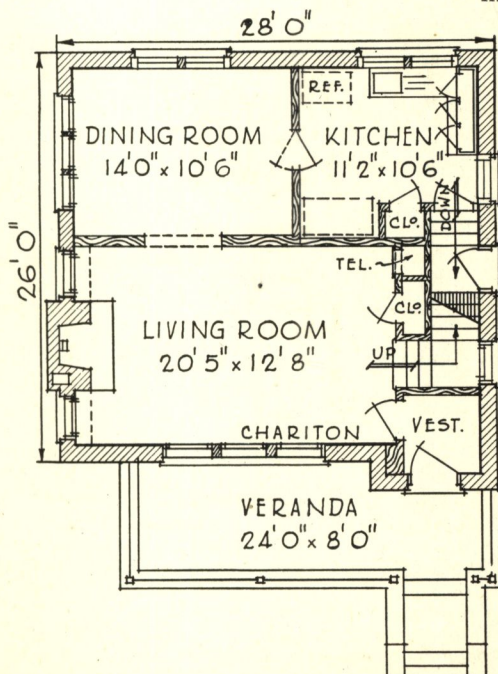 28'0"
26'0"
DINING ROOM
14'0" x 10'6"
REF.
KITCHEN
11'2" x 10'6"
DOWN
CLO.
TEL.
CLO.
LIVING ROOM
20'5" x 12'8"
UP
CHARITON
VEST.
VERANDA
24'0" x 8'0"